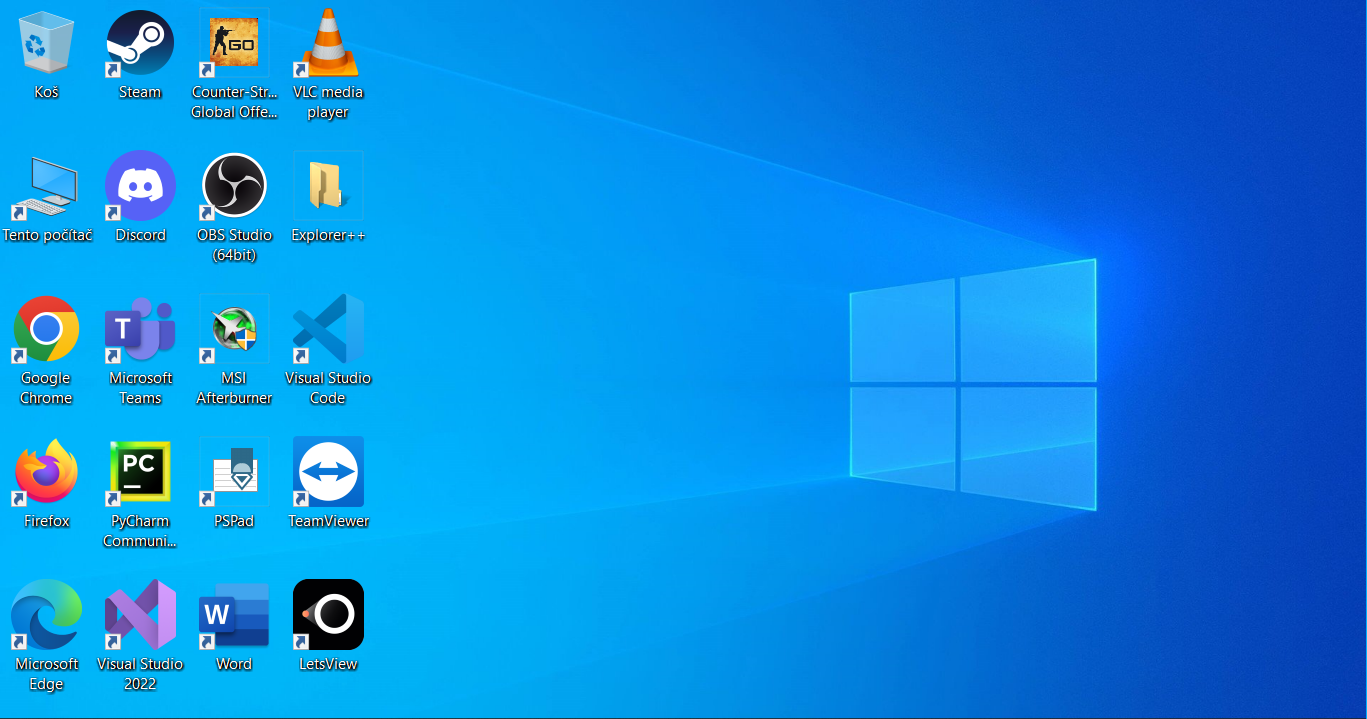 Koš
Steam
Counter-Str...
Global Offe...
VLC media
player
Tento počítač
Discord
OBS Studio
(64bit)
Explorer++
Google
Chrome
Microsoft
Teams
MSI
Afterburner
Visual Studio
Code
Firefox
PyCharm
Communi...
PSPad
TeamViewer
Microsoft
Edge
Visual Studio
2022
Word
LetsView
GO
T
PC
W